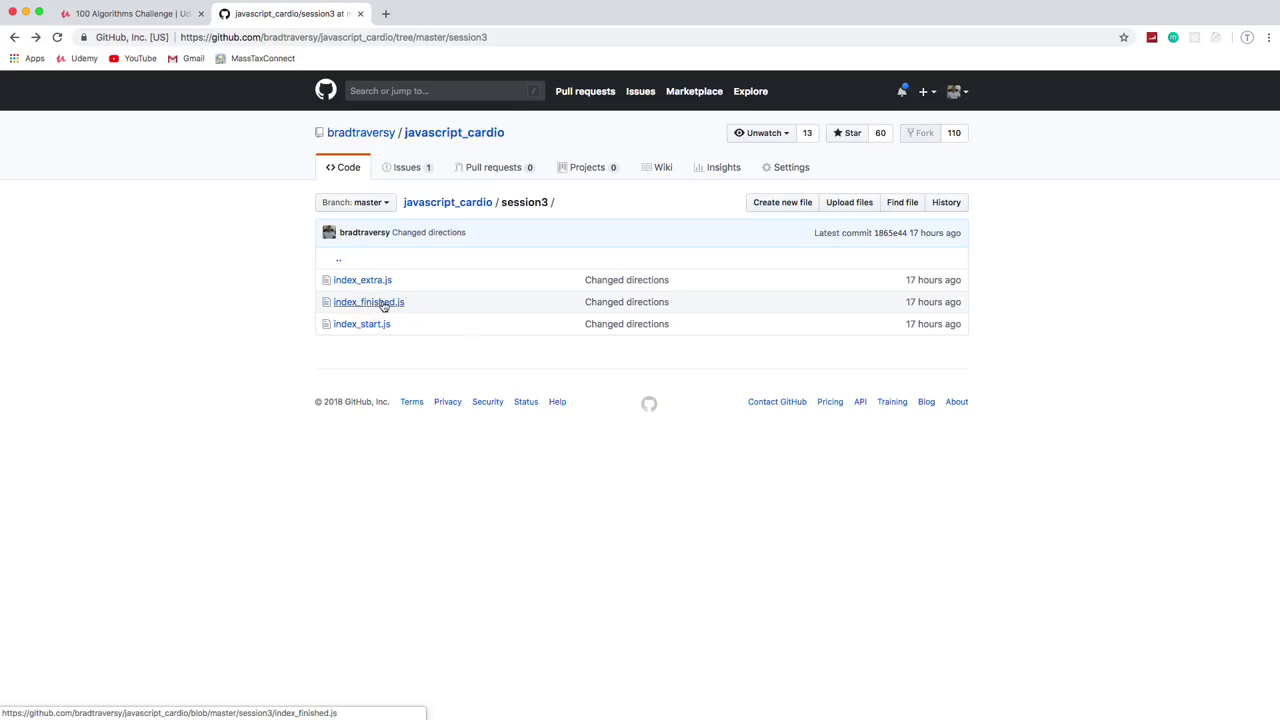 100 Algorithms Challenge | Ud
javascript_cardio/session3 at m
GitHub, Inc. [US] | https://github.com/bradtraversy/javascript_cardio/tree/master/session3
Apps Udemy YouTube Gmail MassTaxConnect
Search or jump to... / Pull requests Issues Marketplace Explore
bradtraversy / javascript_cardio Unwatch 13 Star 60 Fork 110
<> Code Issues 1 Pull requests 0 Projects 0 Wiki Insights Settings
Branch: master javascript_cardio / session3 / Create new file Upload files Find file History
bradtraversy Changed directions Latest commit 1865e44 17 hours ago
..
index_extra.js Changed directions 17 hours ago
index_finished.js Changed directions 17 hours ago
index_start.js Changed directions 17 hours ago
© 2018 GitHub, Inc. Terms Privacy Security Status Help Contact GitHub Pricing API Training Blog About
https://github.com/bradtraversy/javascript_cardio/blob/master/session3/index_finished.js